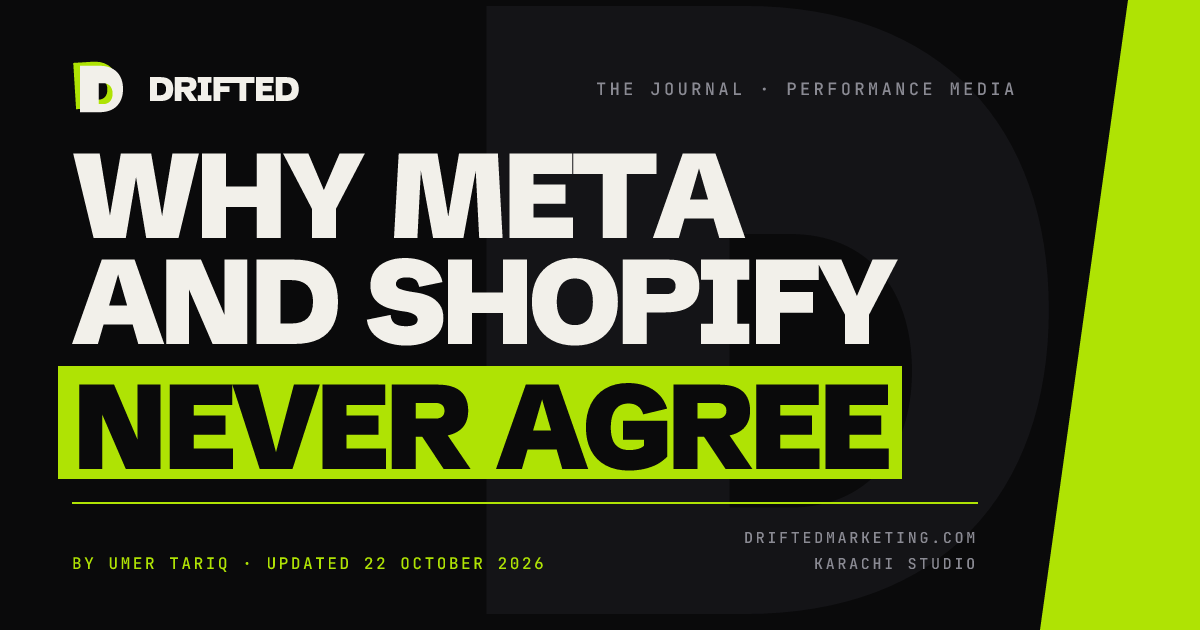 DRIFTED
THE JOURNAL · PERFORMANCE MEDIA
WHY META
AND SHOPIFY
NEVER AGREE
DRIFTEDMARKETING.COM
BY UMER TARIQ · UPDATED 22 OCTOBER 2026
KARACHI STUDIO